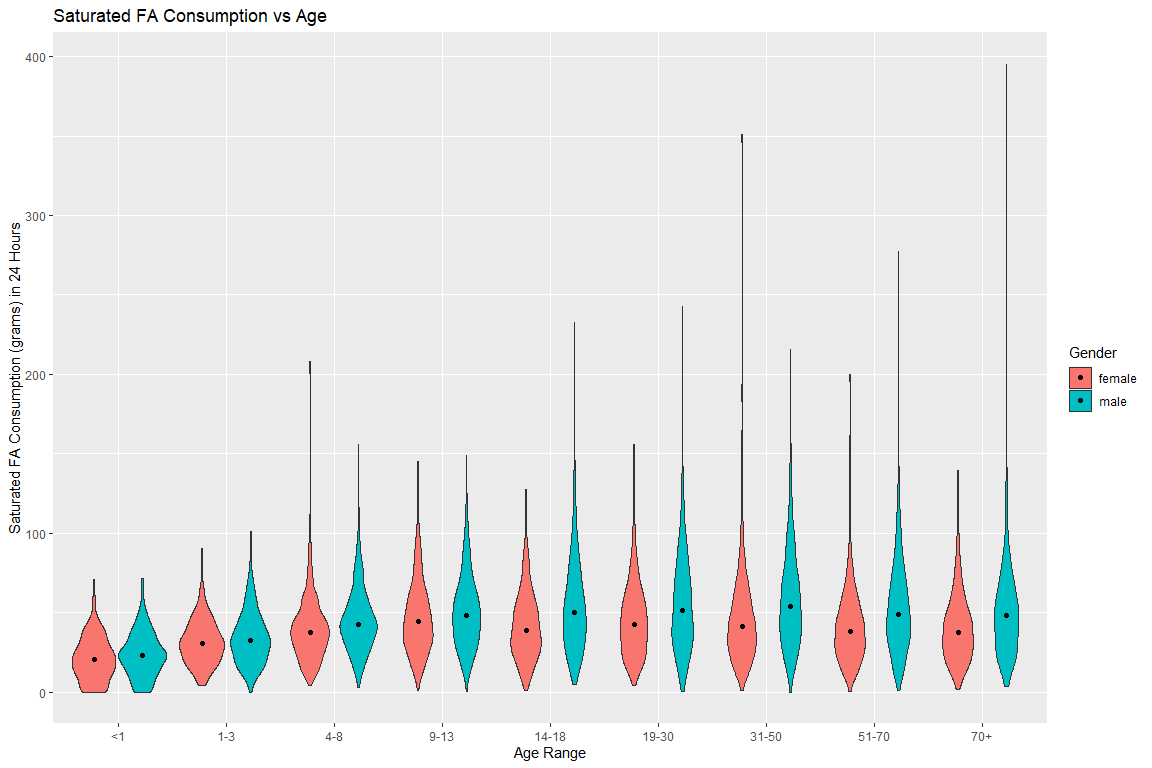 Saturated FA Consumption vs Age
Saturated FA Consumption (grams) in 24 Hours
400
300
200
100
0
<1
1-3
4-8
9-13
14-18
19-30
31-50
51-70
70+
Age Range
Gender
female
male